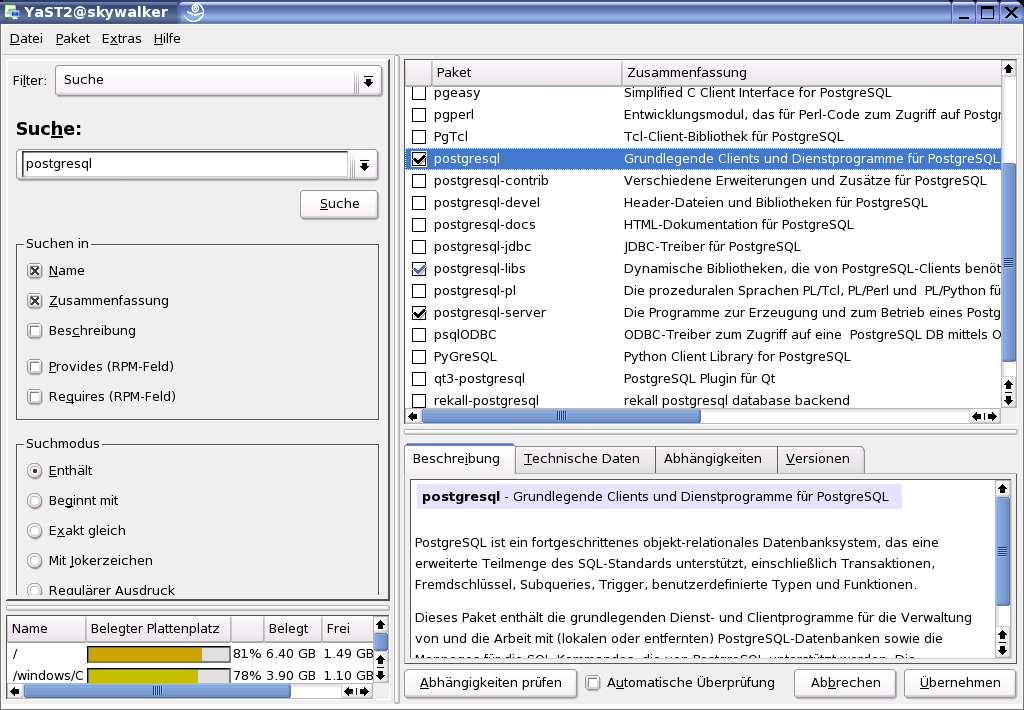 YaST2@skywalker
Datei Paket Extras Hilfe
Filter: Suche
Suche:
postgresql
Suche
Suchen in
Name
Zusammenfassung
Beschreibung
Provides (RPM-Feld)
Requires (RPM-Feld)
Suchmodus
Enthält
Beginnt mit
Exakt gleich
Mit Jokerzeichen
Regulärer Ausdruck
Name Belegter Plattenplatz Belegt Frei
/ 81% 6.40 GB 1.49 GB
/windows/C 78% 3.90 GB 1.10 GB
Paket Zusammenfassung
pgeasy Simplified C Client Interface for PostgreSQL
pgperl Entwicklungsmodul, das für Perl-Code zum Zugriff auf Postgr
PgTcl Tcl-Client-Bibliothek für PostgreSQL
postgresql Grundlegende Clients und Dienstprogramme für PostgreSQL
postgresql-contrib Verschiedene Erweiterungen und Zusätze für PostgreSQL
postgresql-devel Header-Dateien und Bibliotheken für PostgreSQL
postgresql-docs HTML-Dokumentation für PostgreSQL
postgresql-jdbc JDBC-Treiber für PostgreSQL
postgresql-libs Dynamische Bibliotheken, die von PostgreSQL-Clients benöt
postgresql-pl Die prozeduralen Sprachen PL/Tcl, PL/Perl und PL/Python fü
postgresql-server Die Programme zur Erzeugung und zum Betrieb eines Postg
psqlODBC ODBC-Treiber zum Zugriff auf eine PostgreSQL DB mittels O
PyGreSQL Python Client Library for PostgreSQL
qt3-postgresql PostgreSQL Plugin für Qt
rekall-postgresql rekall postgresql database backend
Beschreibung Technische Daten Abhängigkeiten Versionen
postgresql - Grundlegende Clients und Dienstprogramme für PostgreSQL
PostgreSQL ist ein fortgeschrittenes objekt-relationales Datenbanksystem, das eine
erweiterte Teilmenge des SQL-Standards unterstützt, einschließlich Transaktionen,
Fremdschlüssel, Subqueries, Trigger, benutzerdefinierte Typen und Funktionen.
Dieses Paket enthält die grundlegenden Dienst- und Clientprogramme für die Verwaltung
von und die Arbeit mit (lokalen oder entfernten) PostgreSQL-Datenbanken sowie die
Manpages für die SQL-Kommandos, die von PostgreSQL unterstützt werden. Die
Abhängigkeiten prüfen Automatische Überprüfung Abbrechen Übernehmen